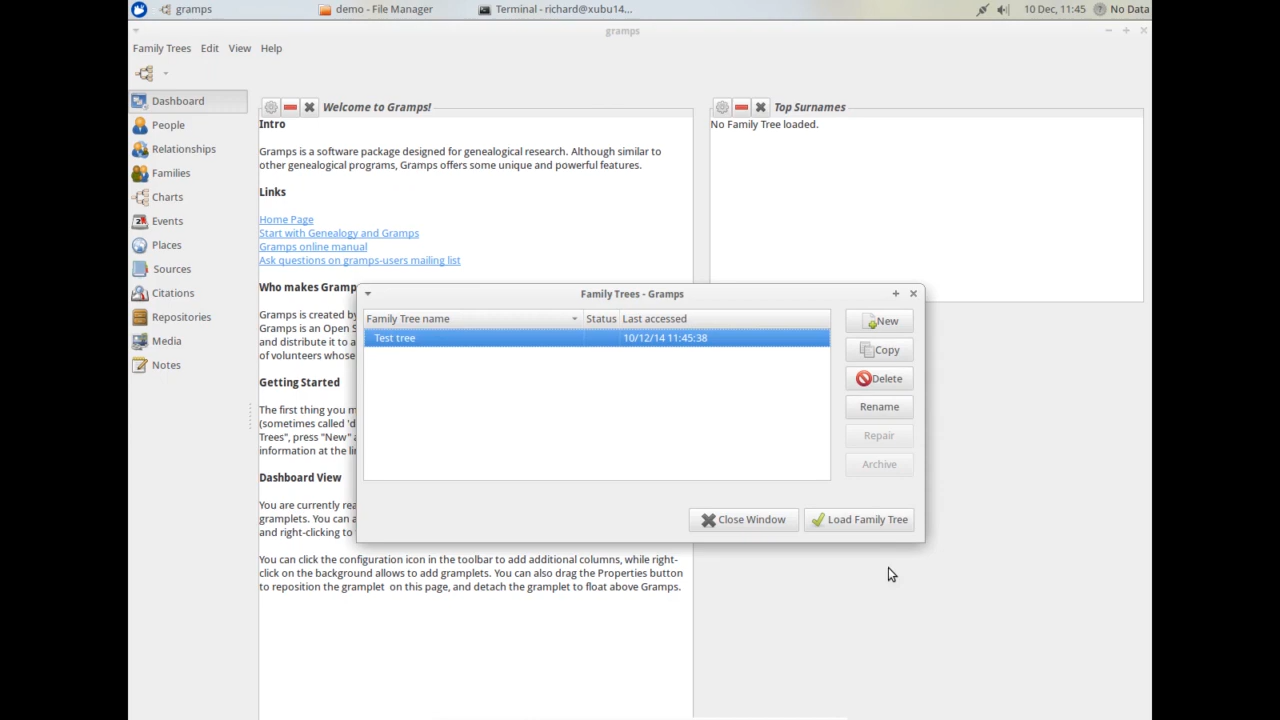 gramps
demo - File Manager
Terminal - richard@xubu14...
10 Dec, 11:45
No Data
gramps
Family Trees Edit View Help
Dashboard
People
Relationships
Families
Charts
Events
Places
Sources
Citations
Repositories
Media
Notes
Welcome to Gramps!
Intro
Gramps is a software package designed for genealogical research. Although similar to
other genealogical programs, Gramps offers some unique and powerful features.
Links
Home Page
Start with Genealogy and Gramps
Gramps online manual
Ask questions on gramps-users mailing list
Who makes Gramp
Gramps is created by
Gramps is an Open S
and distribute it to a
of volunteers whose
Getting Started
The first thing you m
(sometimes called 'd
Trees", press "New" a
information at the li
Dashboard View
You are currently rea
gramplets. You can a
and right-clicking to
You can click the configuration icon in the toolbar to add additional columns, while right-
click on the background allows to add gramplets. You can also drag the Properties button
to reposition the gramplet on this page, and detach the gramplet to float above Gramps.
Top Surnames
No Family Tree loaded.
Family Trees - Gramps
Family Tree name Status Last accessed
Test tree 10/12/14 11:45:38
New
Copy
Delete
Rename
Repair
Archive
Close Window
Load Family Tree